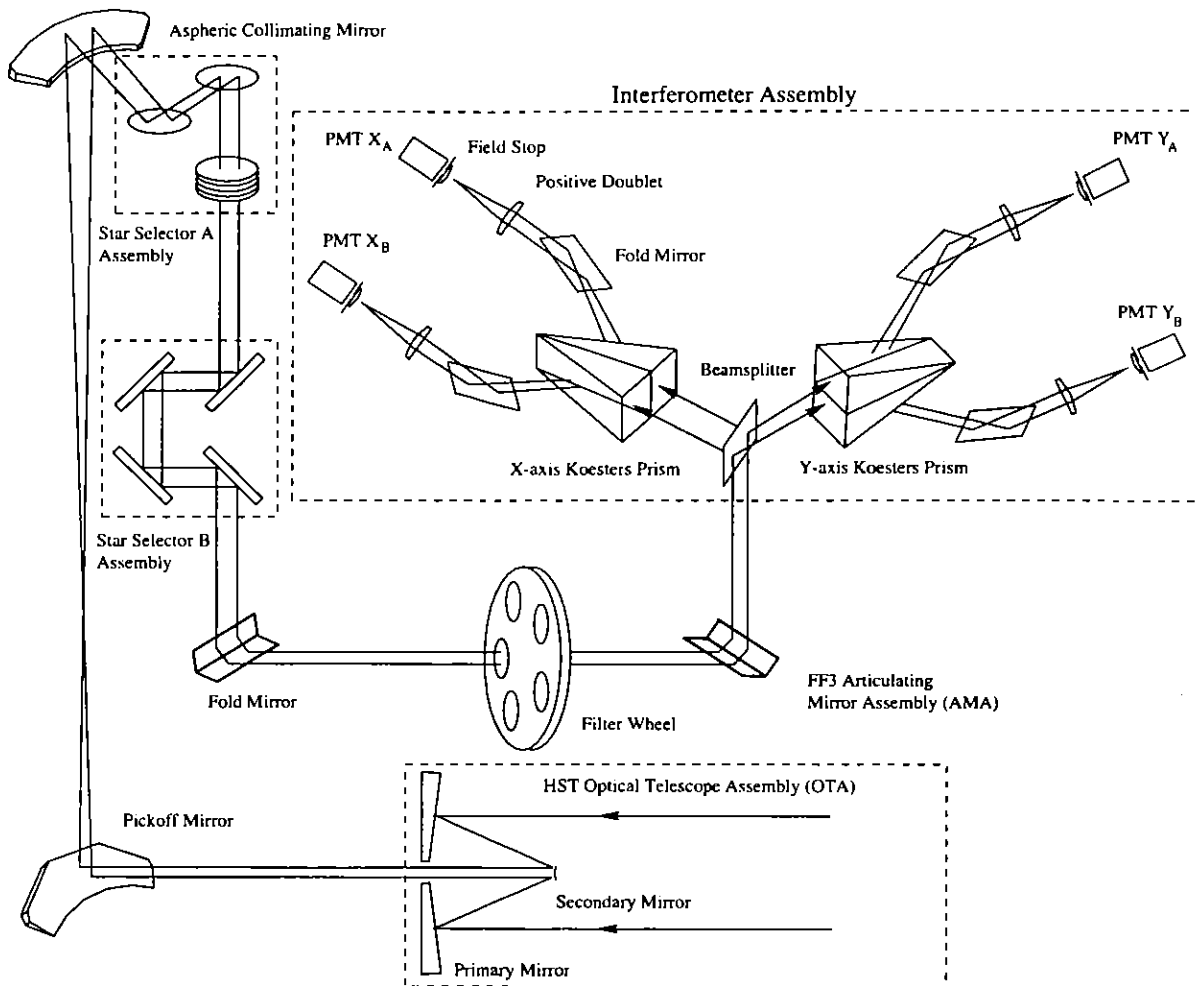 Aspheric Collimating Mirror
Interferometer Assembly
PMT X_A
Field Stop
Positive Doublet
PMT Y_A
Star Selector A
Assembly
PMT X_B
Fold Mirror
PMT Y_B
Beamsplitter
X-axis Koesters Prism
Y-axis Koesters Prism
Star Selector B
Assembly
Fold Mirror
Filter Wheel
FF3 Articulating
Mirror Assembly (AMA)
HST Optical Telescope Assembly (OTA)
Pickoff Mirror
Secondary Mirror
Primary Mirror